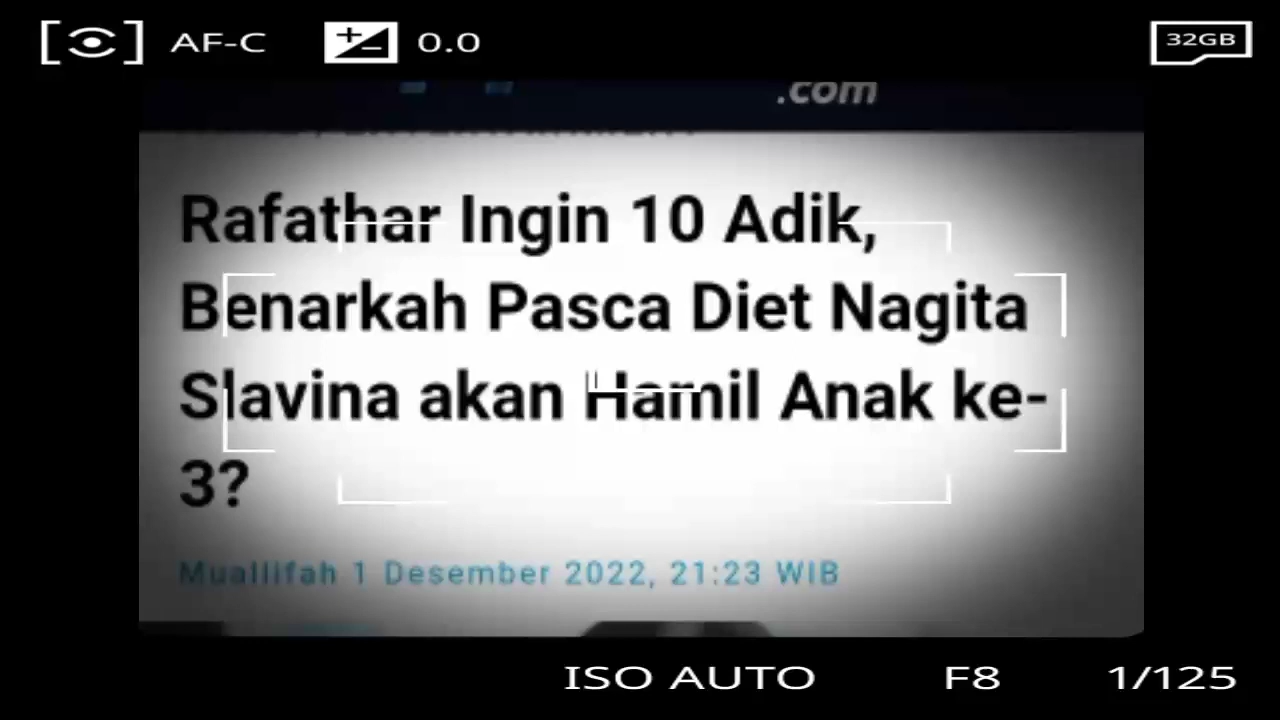 AF-C 0.0 32GB
.com
Rafathar Ingin 10 Adik,
Benarkah Pasca Diet Nagita
Slavina akan Hamil Anak ke-
3?
Muallifah 1 Desember 2022, 21:23 WIB
ISO AUTO F8 1/125